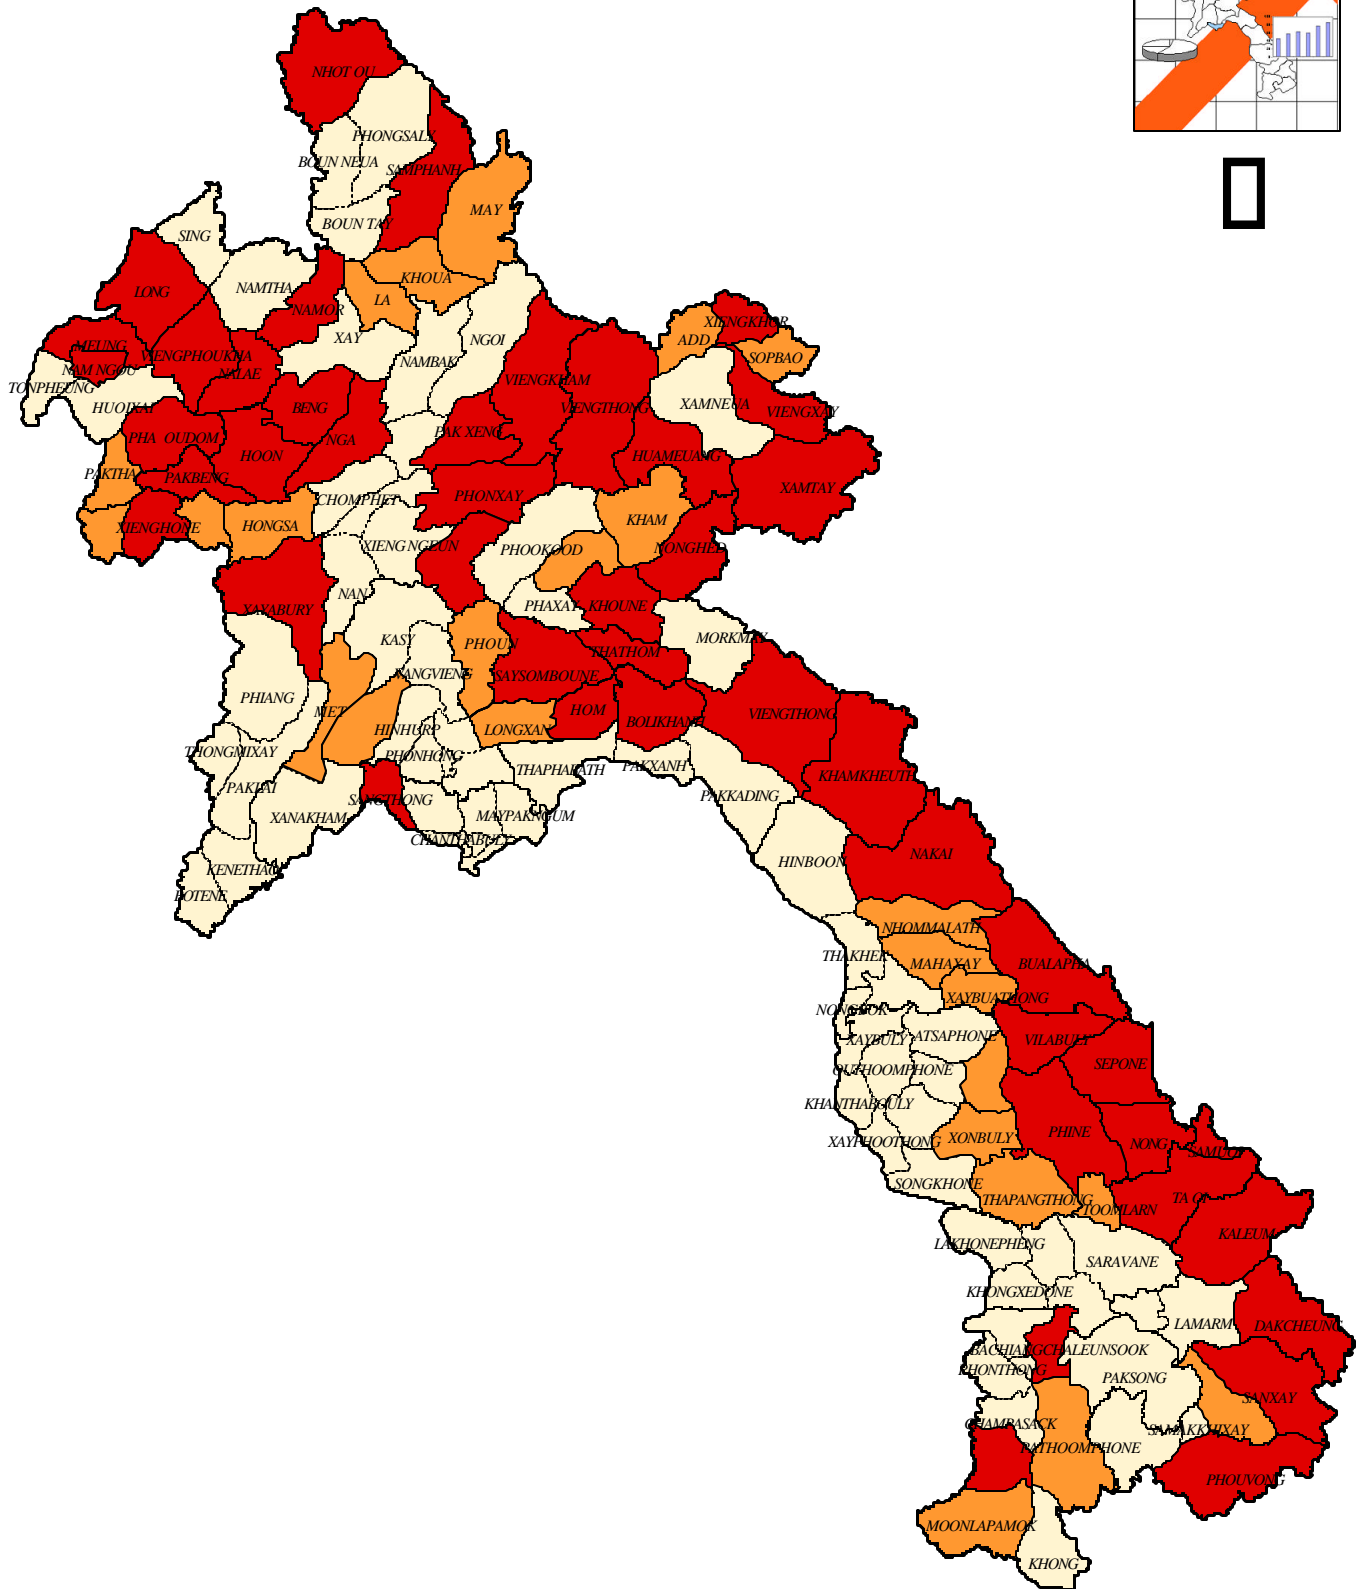 NHOT OU
PHONGSALY
BOUN NEUA
SAMPHANH
MAY
BOUN TAY
SING
KHOUA
NAMTHA
LONG
LA
NAMOR
XIENGKHOR
XAY
NGOI
ADD
MEUNG
VIENGPHOUKHA
SOPBAO
NAMBAK
NAM NGOU
NALAE
VIENGKHAM
TONPHEUNG
HUOIXAI
BENG
VIENGTHONG
XAMNEUA
VIENGXAY
PHA OUDOM
NGA
PAK XENG
HOON
HUAMEUANG
PAKTHA
PAKBENG
XAMTAY
CHOMPHET
PHONXAY
XIENGHONE
HONGSA
KHAM
XIENG NGEUN
PHOOKOOD
NONGHED
NAN
XAYABURY
PHAXAY
KHOUNE
KASY
PHOUN
MORKMAY
THATHOM
VANGVIENG
SAYSOMBOUNE
PHIANG
MET
HOM
VIENGTHONG
HINHURP
LONGXAN
BOLIKHANH
THONGMIXAY
PHONHONG
THAPHABATH
PAKXANH
KHAMKHEUTH
PAKLAI
SANGTHONG
PAKKADING
XANAKHAM
MAYPAKNGUM
CHANTHABULY
NAKAI
HINBOON
KENETHAO
BOTENE
NHOMMALATH
THAKHEK
MAHAXAY
BUALAPHA
XAYBUATHONG
NONGBOK
XAYBULY
ATSAPHONE
VILABULY
SEPONE
OUTHOOMPHONE
KHANTHABOULY
PHINE
XAYPHOOTHONG
XONBULY
NONG
SAMUOI
SONGKHONE
THAPANGTHONG
TA OI
TOOMLARN
KALEUM
LAKHONEPHENG
SARAVANE
KHONGXEDONE
LAMARM
DAKCHEUNG
BACHIANGCHALEUNSOOK
PHONTHONG
PAKSONG
SANXAY
CHAMPASACK
SAMAKKHIXAY
PATHOOMPHONE
PHOUVONG
MOONLAPAMOK
KHONG